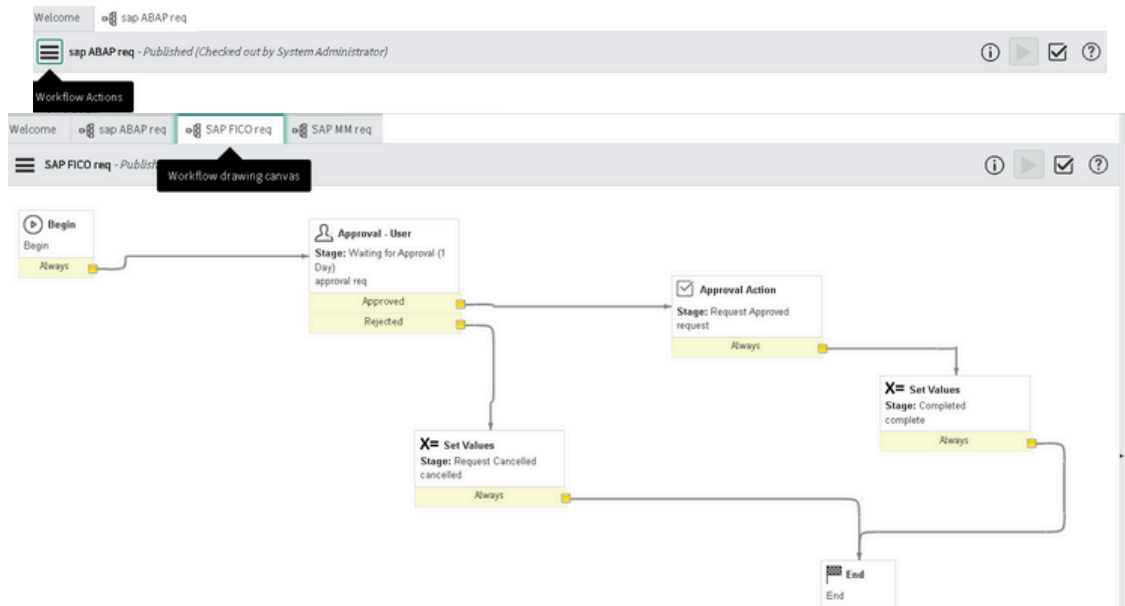 Welcome sap ABAP req
sap ABAP req - Published (Checked out by System Administrator)
Workflow Actions
Welcome sap ABAP req SAP FICO req SAP MM req
SAP FICO req - Publish
Workflow drawing canvas
Begin
Begin
Always
Approval - User
Stage: Waiting for Approval (1
Day)
approval req
Approved
Rejected
Approval Action
Stage: Request Approved
request
Always
X= Set Values
Stage: Completed
complete
Always
X= Set Values
Stage: Request Cancelled
cancelled
Always
End
End